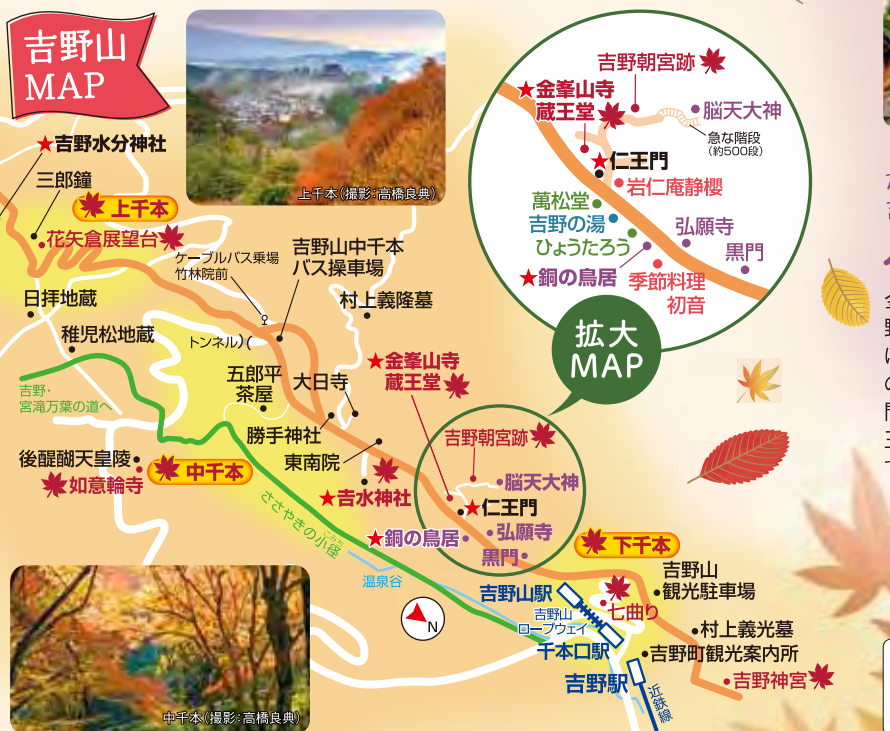 吉野山
MAP
上千本(撮影:高橋良典)
吉野水分神社
三郎鐘
上千本
花矢倉展望台
ケーブルバス乗場
竹林院前
吉野山中千本
バス操車場
日拝地蔵
村上義隆墓
稚児松地蔵
トンネル
吉野・
宮滝万葉の道へ
五郎平
茶屋
大日寺
勝手神社
東南院
後醍醐天皇陵
如意輪寺
中千本
吉水神社
金峯山寺
蔵王堂
吉野朝宮跡
脳天大神
仁王門
弘願寺
銅の鳥居
黒門
ささやきの小径
こみち
温泉谷
下千本
吉野山
観光駐車場
吉野山駅
七曲り
吉野山
ロープウェイ
千本口駅
村上義光墓
吉野町観光案内所
吉野駅
吉野神宮
近鉄線
N
中千本(撮影:高橋良典)
吉野朝宮跡
金峯山寺
蔵王堂
脳天大神
急な階段
(約500段)
仁王門
岩仁庵静櫻
萬松堂
吉野の湯
ひょうたろう
弘願寺
黒門
銅の鳥居
季節料理
初音
拡大
MAP